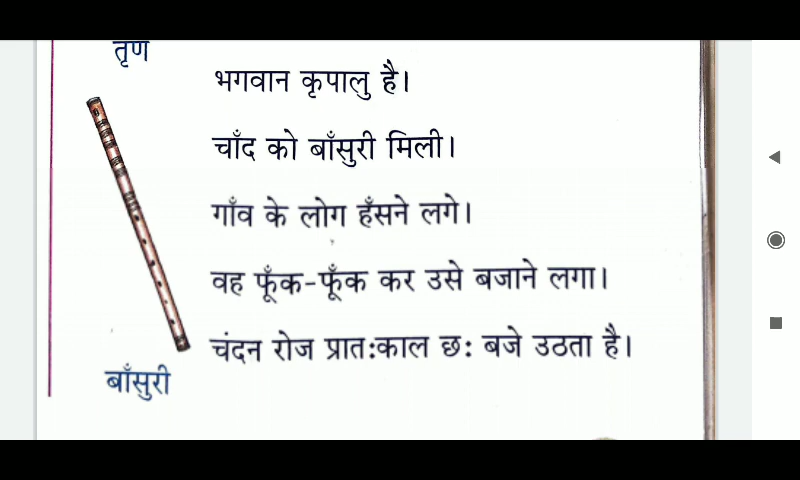 तृण
भगवान कृपालु है।
चाँद को बाँसुरी मिली।
गाँव के लोग हँसने लगे।
वह फूँक-फूँक कर उसे बजाने लगा।
चंदन रोज प्रातःकाल छः बजे उठता है।
बाँसुरी